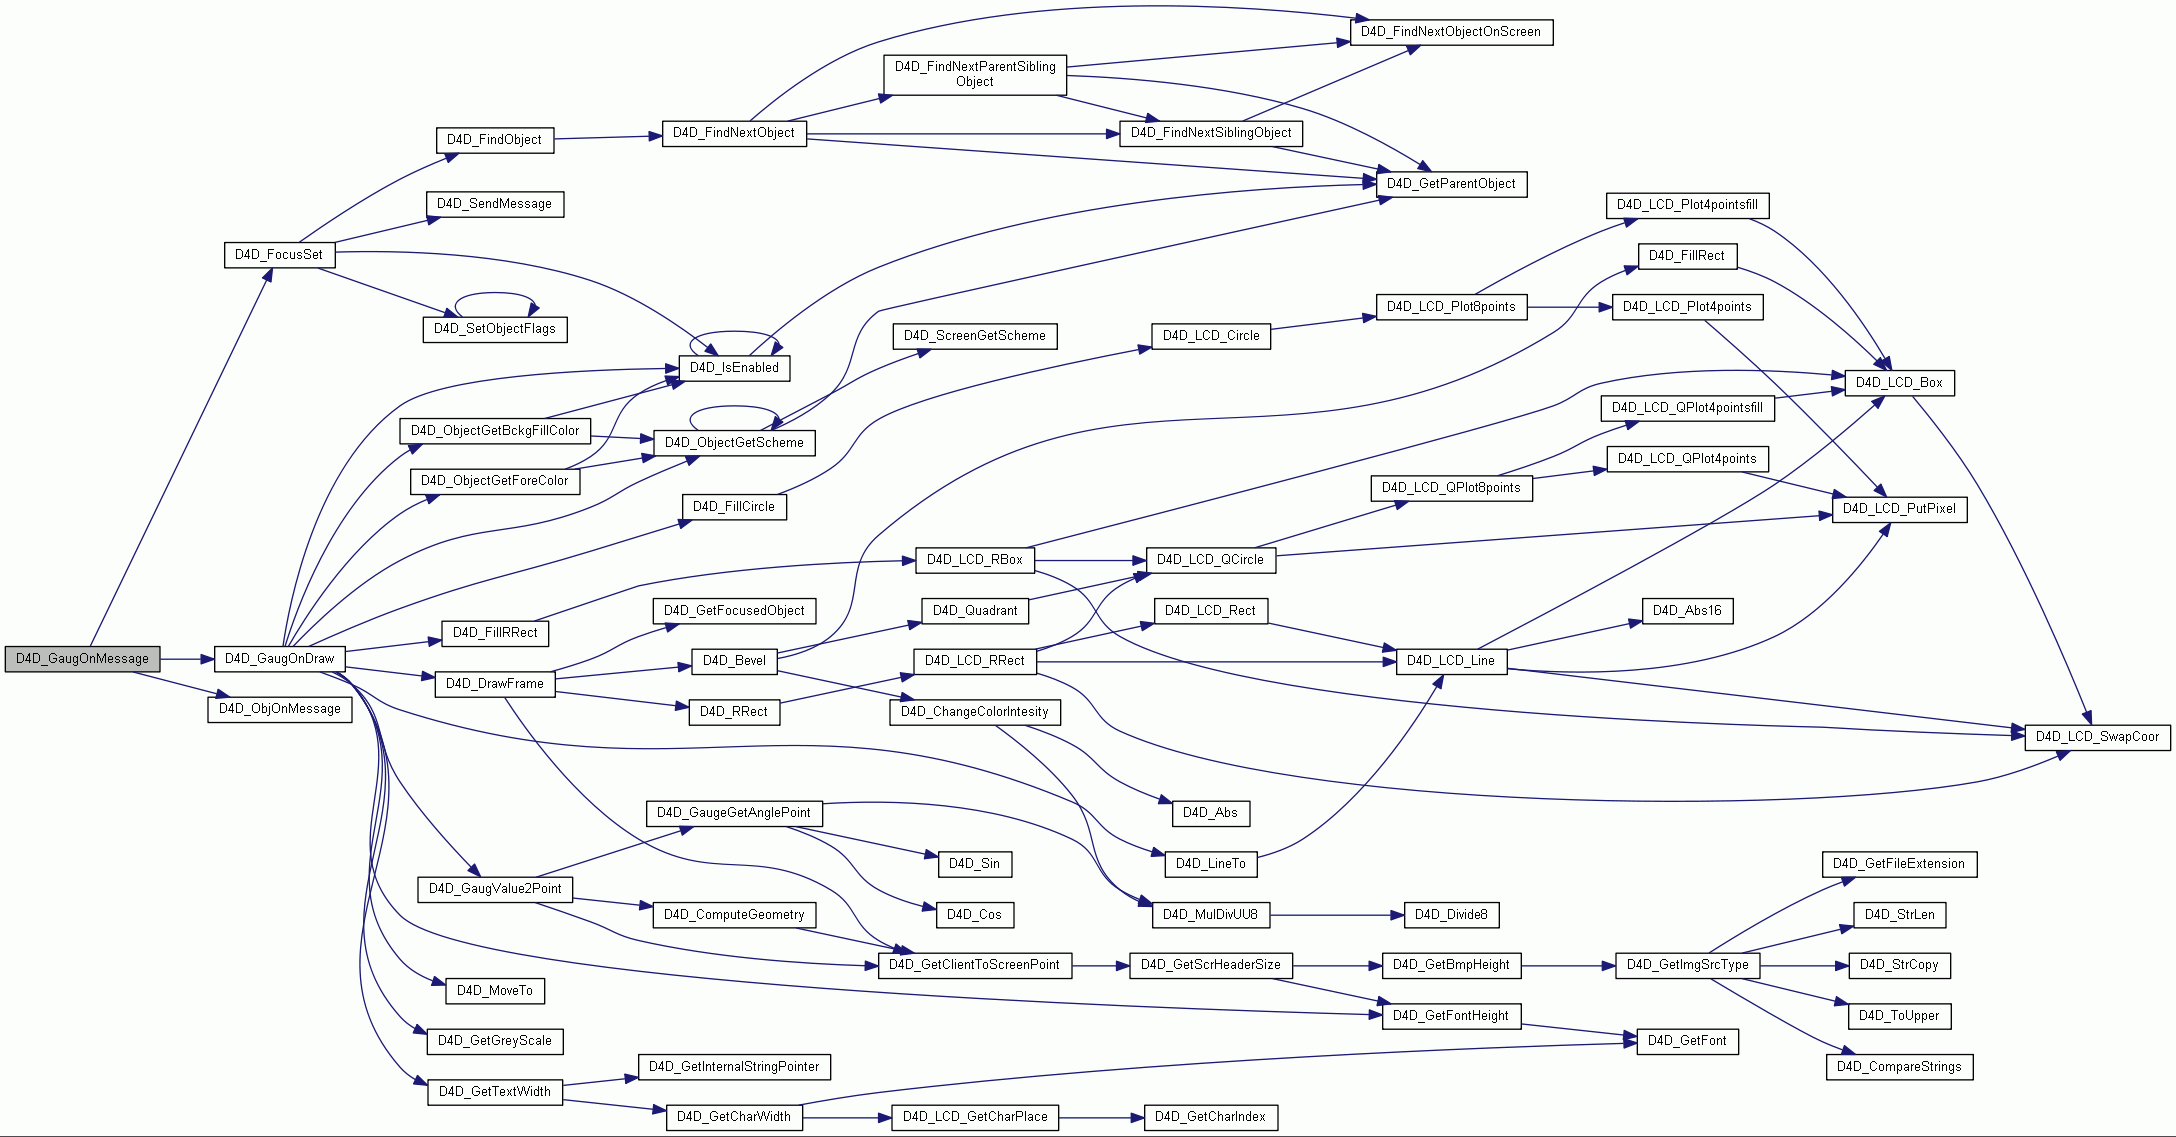 D4D_FindNextObjectOnScreen
D4D_FindNextParentSibling
Object
D4D_FindObject
D4D_FindNextObject
D4D_FindNextSiblingObject
D4D_GetParentObject
D4D_SendMessage
D4D_LCD_Plot4pointsfill
D4D_FocusSet
D4D_FillRect
D4D_SetObjectFlags
D4D_LCD_Plot8points
D4D_LCD_Plot4points
D4D_ScreenGetScheme
D4D_LCD_Circle
D4D_IsEnabled
D4D_LCD_Box
D4D_LCD_QPlot4pointsfill
D4D_ObjectGetBckgFillColor
D4D_ObjectGetScheme
D4D_LCD_QPlot4points
D4D_ObjectGetForeColor
D4D_LCD_QPlot8points
D4D_FillCircle
D4D_LCD_PutPixel
D4D_LCD_RBox
D4D_LCD_QCircle
D4D_GetFocusedObject
D4D_Quadrant
D4D_LCD_Rect
D4D_Abs16
D4D_FillRRect
D4D_GaugOnMessage
D4D_GaugOnDraw
D4D_Bevel
D4D_LCD_RRect
D4D_LCD_Line
D4D_DrawFrame
D4D_ObjOnMessage
D4D_RRect
D4D_ChangeColorIntesity
D4D_LCD_SwapCoor
D4D_GaugeGetAnglePoint
D4D_Abs
D4D_Sin
D4D_LineTo
D4D_GetFileExtension
D4D_GaugValue2Point
D4D_ComputeGeometry
D4D_Cos
D4D_MulDivUU8
D4D_Divide8
D4D_StrLen
D4D_GetClientToScreenPoint
D4D_GetScrHeaderSize
D4D_GetBmpHeight
D4D_GetImgSrcType
D4D_StrCopy
D4D_MoveTo
D4D_GetFontHeight
D4D_ToUpper
D4D_GetGreyScale
D4D_GetFont
D4D_GetInternalStringPointer
D4D_CompareStrings
D4D_GetTextWidth
D4D_GetCharWidth
D4D_LCD_GetCharPlace
D4D_GetCharIndex